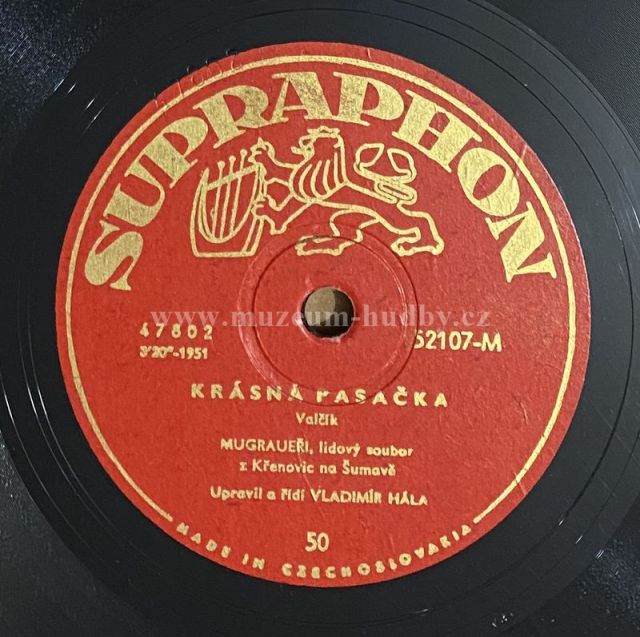 SUPRAPHON
www.muzeum-hudby.cz
47802
3'20"-1951
52107-M
KRÁSNÁ PASAČKA
Valčík
MUGRAUEŘI, lidový soubor
z Křenovic na Šumavě
Upravil a řídí VLADIMÍR HÁLA
50
MADE IN CZECHOSLOVAKIA